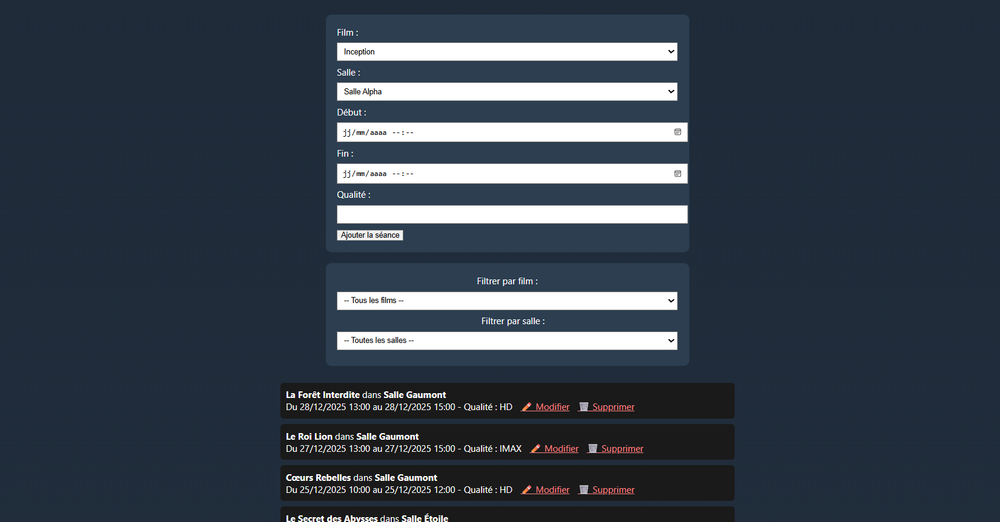 Film :
Inception
Salle :
Salle Alpha
Début :
jj/mm/aaaa --:--
Fin :
jj/mm/aaaa --:--
Qualité :
Ajouter la séance
Filtrer par film :
-- Tous les films --
Filtrer par salle :
-- Toutes les salles --
La Forêt Interdite dans Salle Gaumont
Du 28/12/2025 13:00 au 28/12/2025 15:00 - Qualité : HD Modifier Supprimer
Le Roi Lion dans Salle Gaumont
Du 27/12/2025 13:00 au 27/12/2025 15:00 - Qualité : IMAX Modifier Supprimer
Cœurs Rebelles dans Salle Gaumont
Du 25/12/2025 10:00 au 25/12/2025 12:00 - Qualité : HD Modifier Supprimer
Le Secret des Abysses dans Salle Étoile